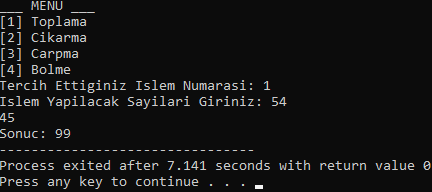 ___ MENU ___
[1] Toplama
[2] Cikarma
[3] Carpma
[4] Bolme
Tercih Ettiginiz Islem Numarasi: 1
Islem Yapilacak Sayilari Giriniz: 54
45
Sonuc: 99
--------------------------------
Process exited after 7.141 seconds with return value 0
Press any key to continue . . .